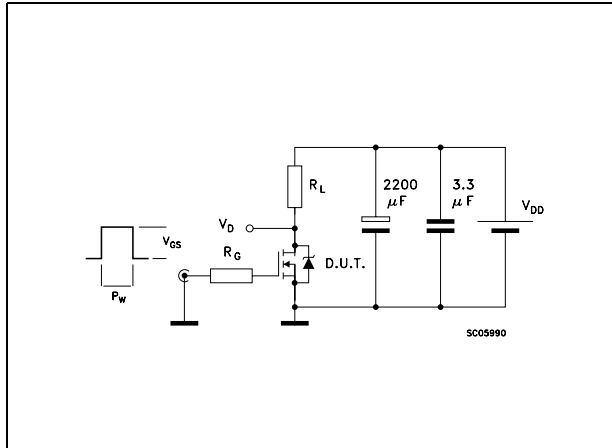 R_L
2200
μF
3.3
μF
V_DD
V_D
R_G
D.U.T.
V_GS
P_W
SC05990